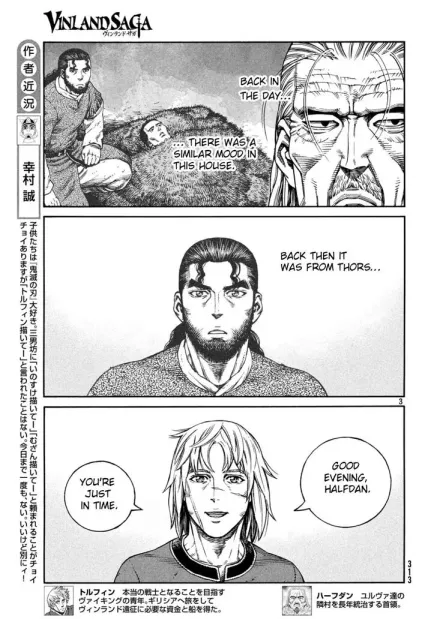 VINLAND SAGA
ヴィンランド・サガ
作者近況
幸村 誠
子供たちは「鬼滅の刃」大好き。三男坊に「いのすけ描いてー」「むざん描いてー」と頼まれることがチョイ
チョイありますが「トルフィン描いてー」と言われたことはない。今日まで一度も、ない。いいけど別にィ!
BACK IN
THE DAY...
... THERE WAS A
SIMILAR MOOD IN
THIS HOUSE.
BACK THEN IT
WAS FROM THORS...
3
GOOD
EVENING,
HALFDAN.
YOU'RE
JUST
IN TIME.
313
トルフィン 本当の戦士となることを目指す
ヴァイキングの青年。ギリシアへ旅をして
ヴィンランド遠征に必要な資金と船を得た。
ハーフダン ユルヴァ達の
隣村を長年統治する首領。